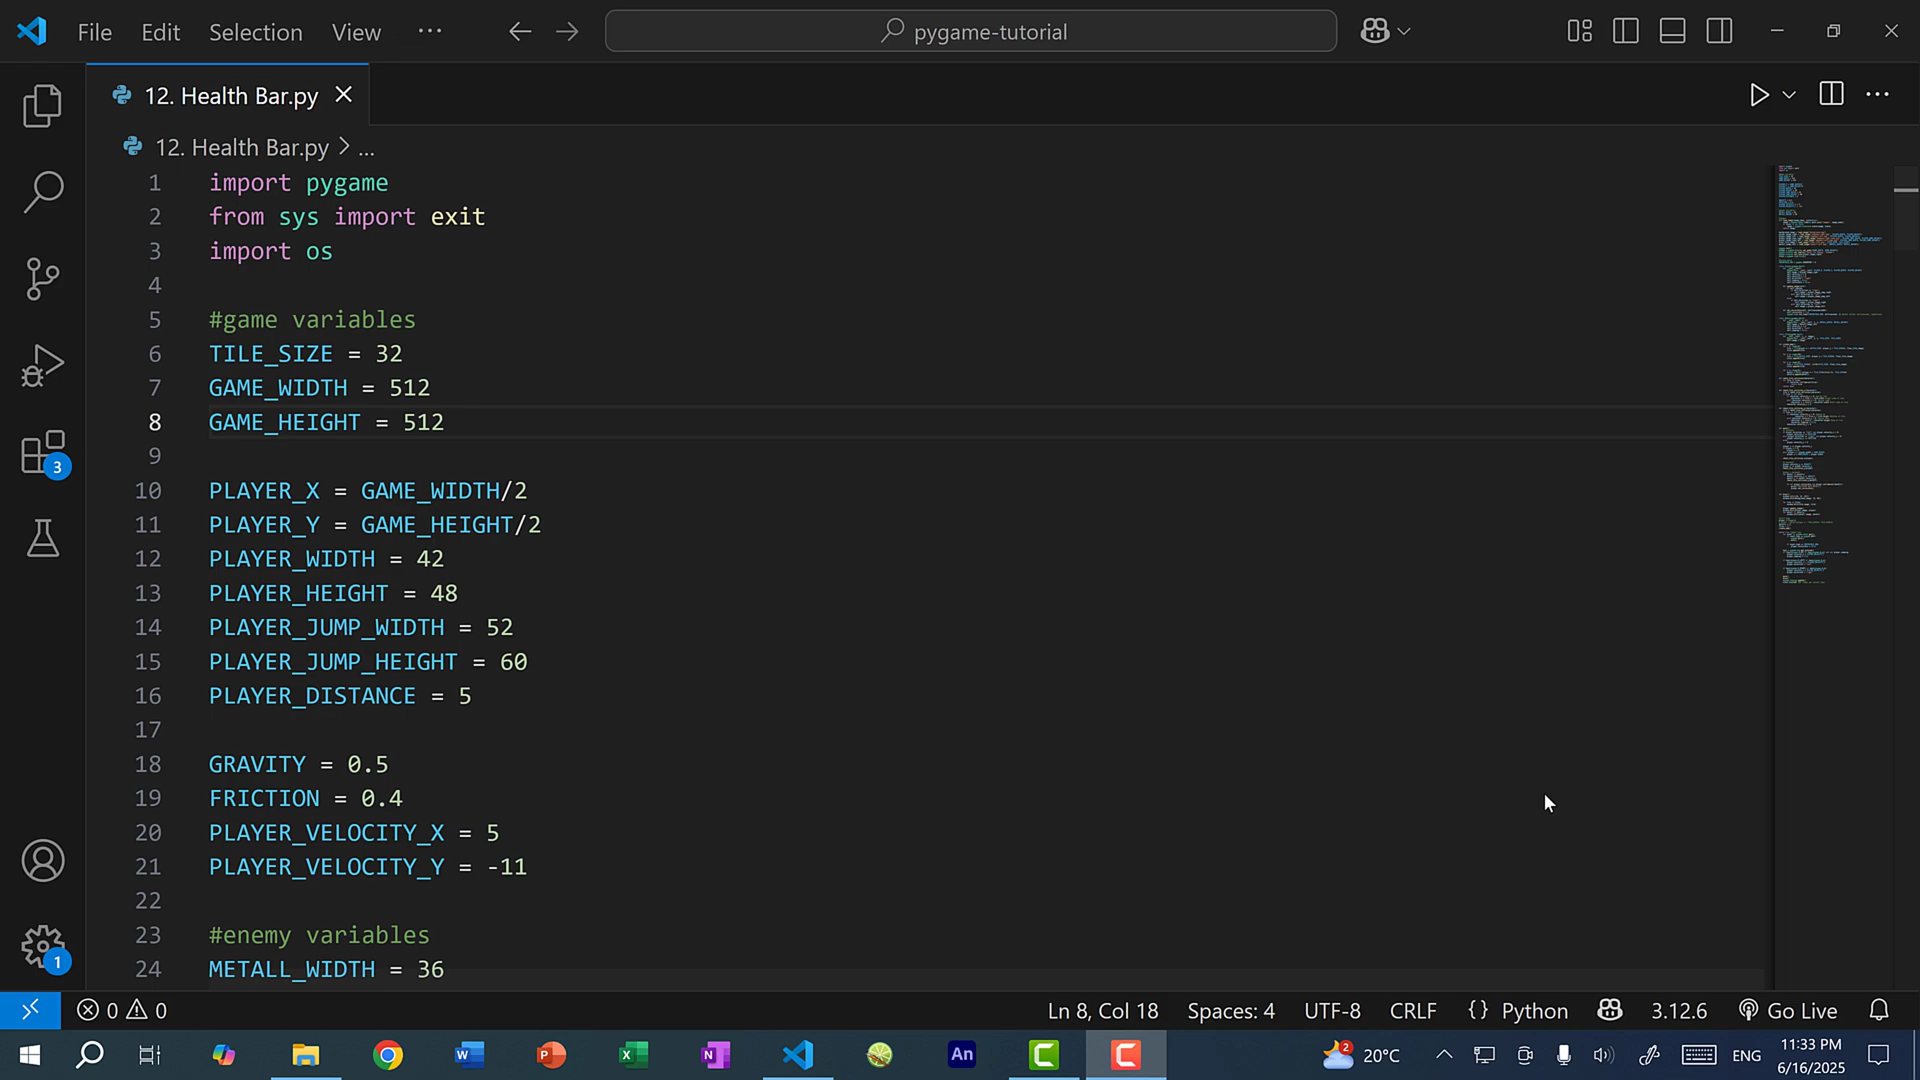 File Edit Selection View ...
pygame-tutorial
12. Health Bar.py
12. Health Bar.py > ...
1 import pygame
2 from sys import exit
3 import os
4
5 #game variables
6 TILE_SIZE = 32
7 GAME_WIDTH = 512
8 GAME_HEIGHT = 512
9
10 PLAYER_X = GAME_WIDTH/2
11 PLAYER_Y = GAME_HEIGHT/2
12 PLAYER_WIDTH = 42
13 PLAYER_HEIGHT = 48
14 PLAYER_JUMP_WIDTH = 52
15 PLAYER_JUMP_HEIGHT = 60
16 PLAYER_DISTANCE = 5
17
18 GRAVITY = 0.5
19 FRICTION = 0.4
20 PLAYER_VELOCITY_X = 5
21 PLAYER_VELOCITY_Y = -11
22
23 #enemy variables
24 METALL_WIDTH = 36
3
1
0 0
Ln 8, Col 18 Spaces: 4 UTF-8 CRLF {} Python 3.12.6 Go Live
An
2
20°C
ENG
11:33 PM
6/16/2025